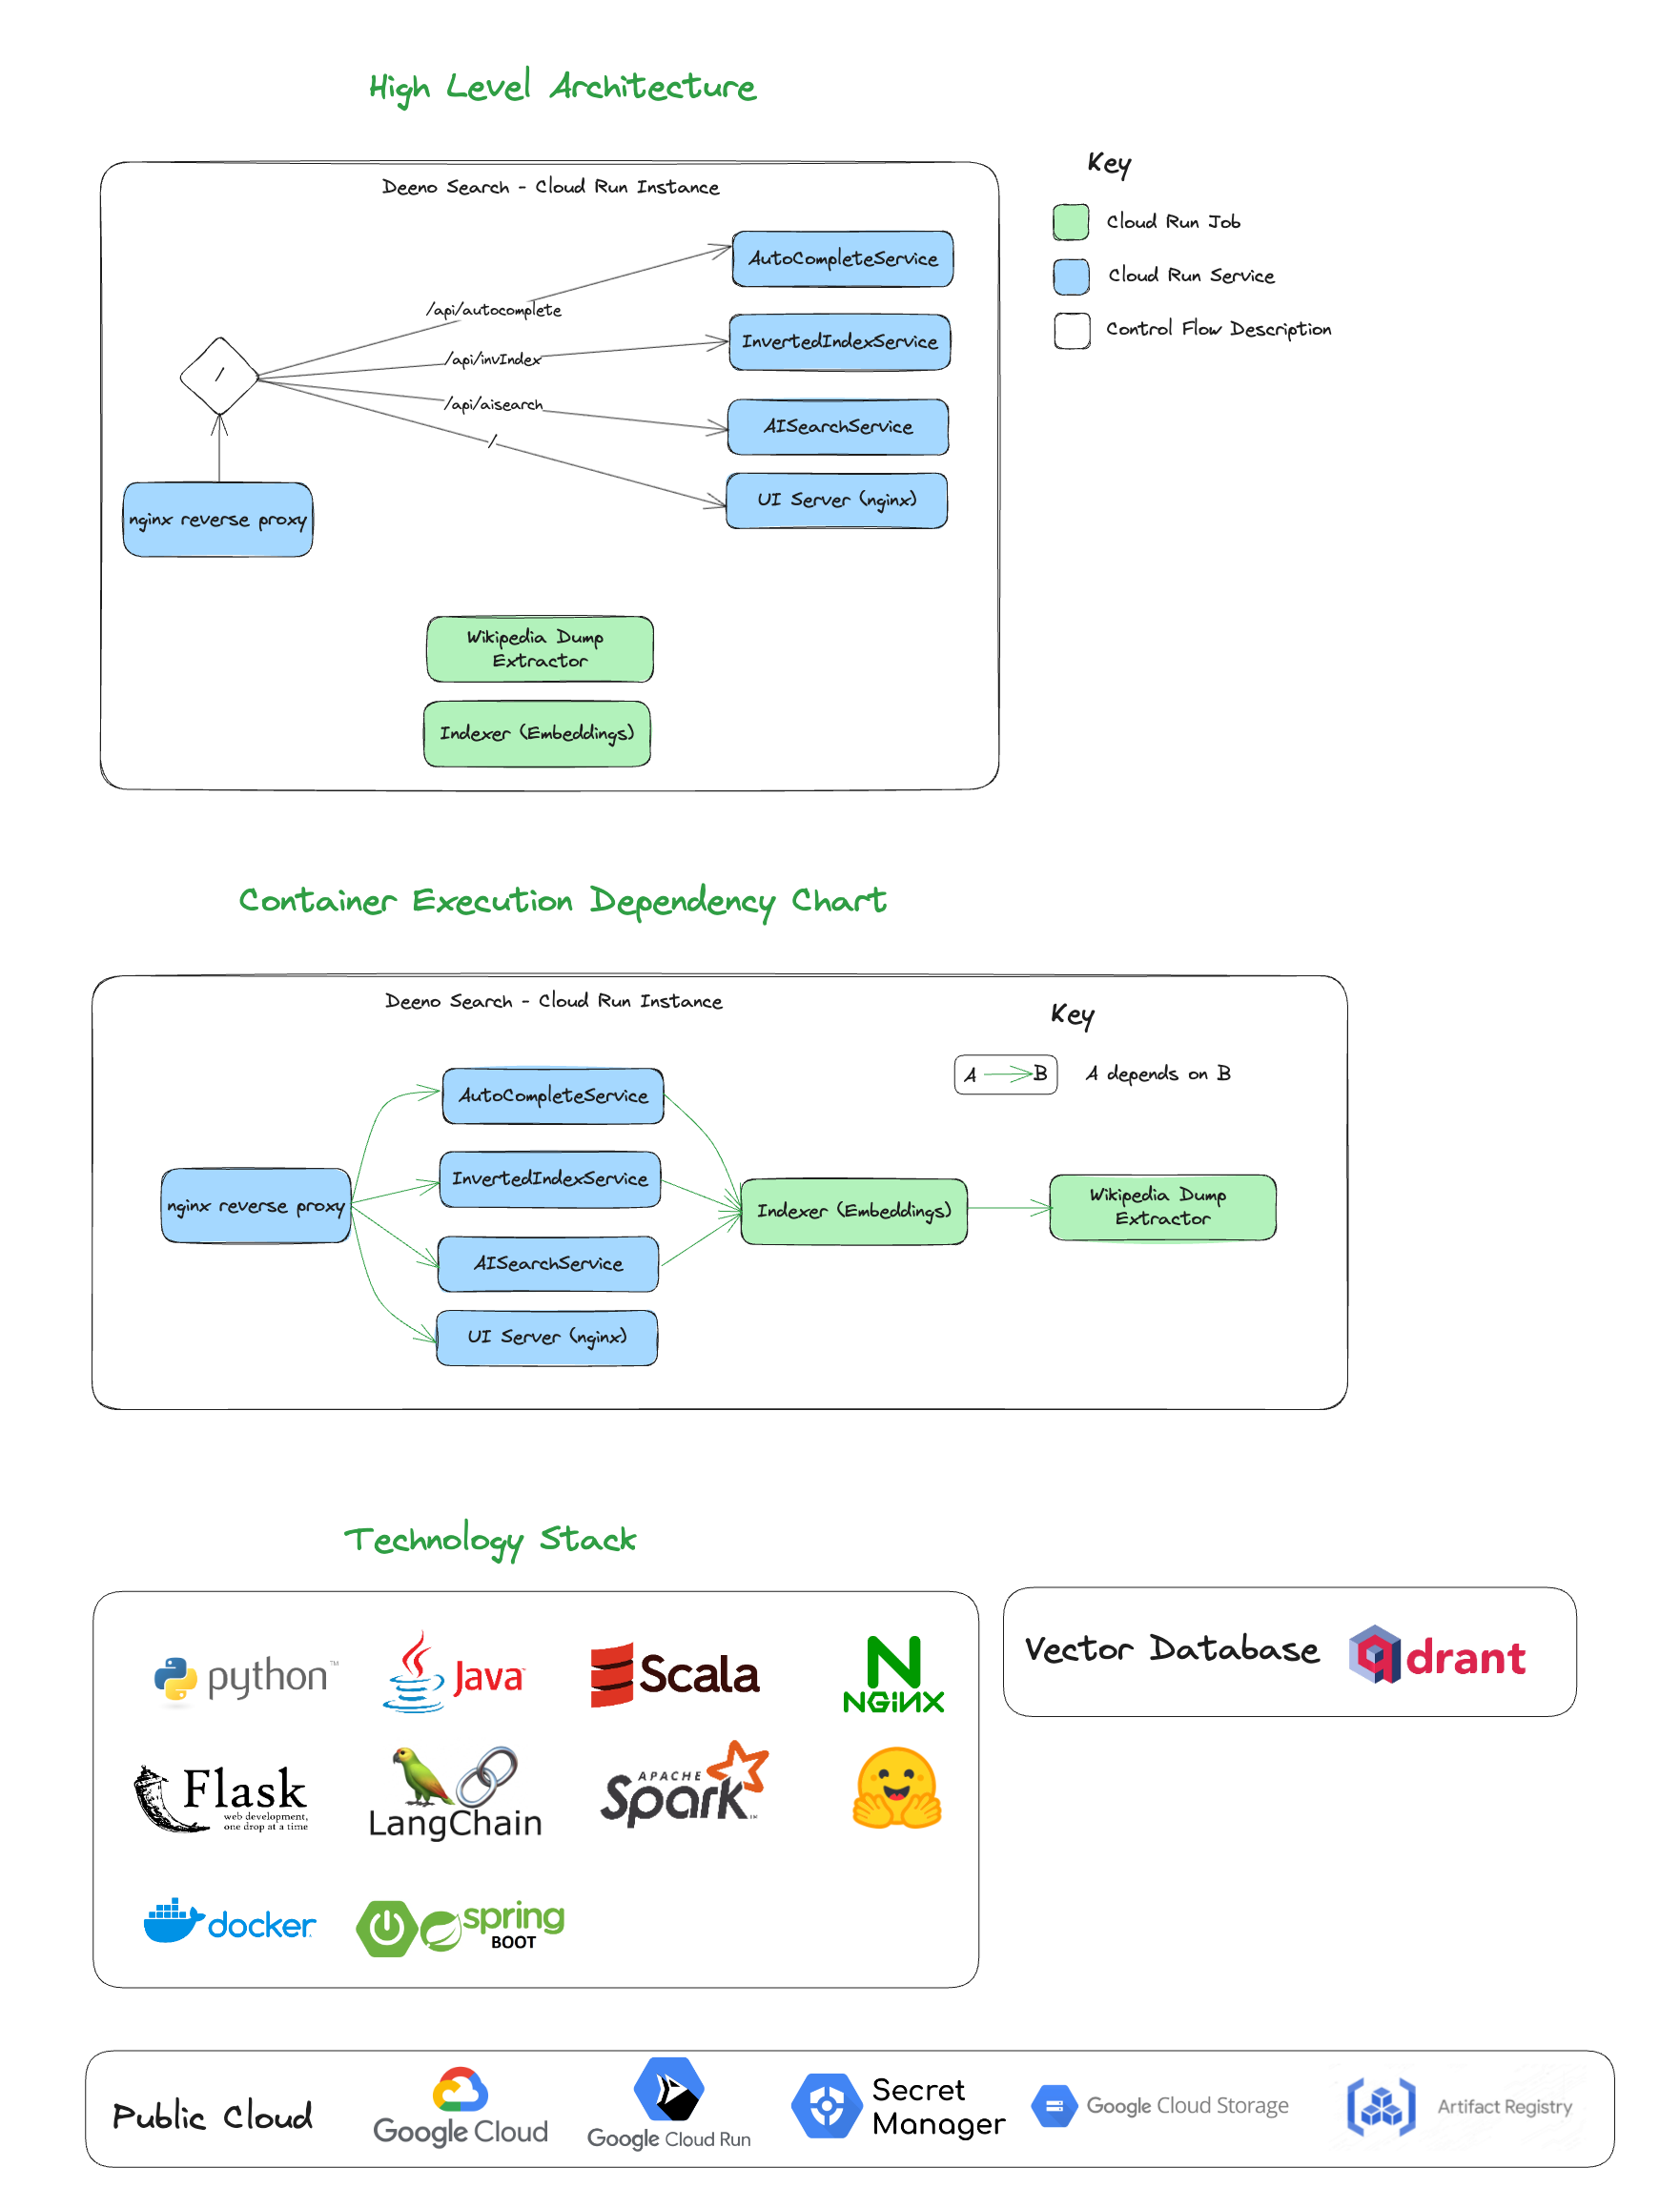 High Level Architecture
Key
Deeno Search - Cloud Run Instance
Cloud Run Job
AutoCompleteService
Cloud Run Service
/api/autocomplete
Control Flow Description
InvertedIndexService
/api/invIndex
/
/api/aisearch
AISearchService
/
UI Server (nginx)
nginx reverse proxy
Wikipedia Dump
Extractor
Indexer (Embeddings)
Container Execution Dependency Chart
Deeno Search - Cloud Run Instance
Key
A B A depends on B
AutoCompleteService
InvertedIndexService
nginx reverse proxy
Indexer (Embeddings)
Wikipedia Dump
Extractor
AISearchService
UI Server (nginx)
Technology Stack
python™
Java™
Scala
NGiNX
Vector Database
qdrant
Flask
web development,
one drop at a time
LangChain
APACHE
Spark™
docker
spring
BOOT
Public Cloud
Google Cloud
Google Cloud Run
Secret
Manager
Google Cloud Storage
Artifact Registry